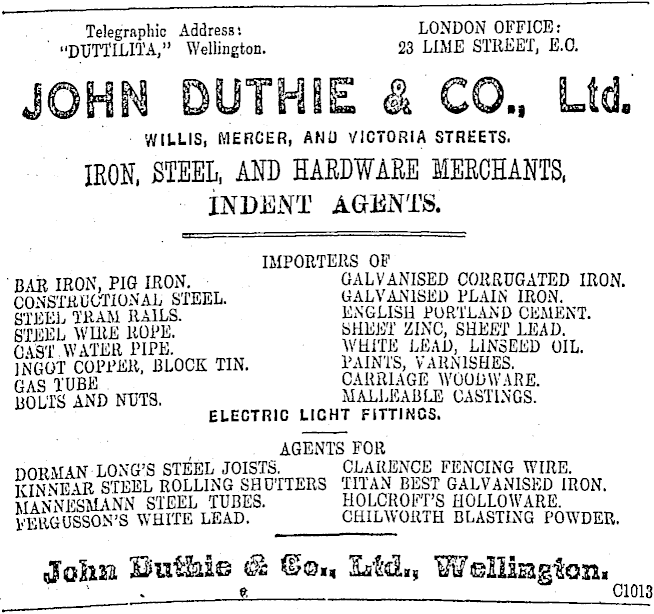 Telegraphic Address:
"DUTTILITA," Wellington.
LONDON OFFICE:
23 LIME STREET, E.C.
JOHN DUTHIE & CO., Ltd.
WILLIS, MERCER, AND VICTORIA STREETS.
IRON, STEEL, AND HARDWARE MERCHANTS,
INDENT AGENTS.
IMPORTERS OF
BAR IRON, PIG IRON.
CONSTRUCTIONAL STEEL.
STEEL TRAM RAILS.
STEEL WIRE ROPE.
CAST WATER PIPE.
INGOT COPPER, BLOCK TIN.
GAS TUBE
BOLTS AND NUTS.
GALVANISED CORRUGATED IRON.
GALVANISED PLAIN IRON.
ENGLISH PORTLAND CEMENT.
SHEET ZINC, SHEET LEAD.
WHITE LEAD, LINSEED OIL.
PAINTS, VARNISHES.
CARRIAGE WOODWARE.
MALLEABLE CASTINGS.
ELECTRIC LIGHT FITTINGS.
AGENTS FOR
DORMAN LONG'S STEEL JOISTS.
KINNEAR STEEL ROLLING SHUTTERS
MANNESMANN STEEL TUBES.
FERGUSSON'S WHITE LEAD.
CLARENCE FENCING WIRE.
TITAN BEST GALVANISED IRON.
HOLCROFT'S HOLLOWARE.
CHILWORTH BLASTING POWDER.
John Duthie & Co., Ltd., Wellington.
C1013